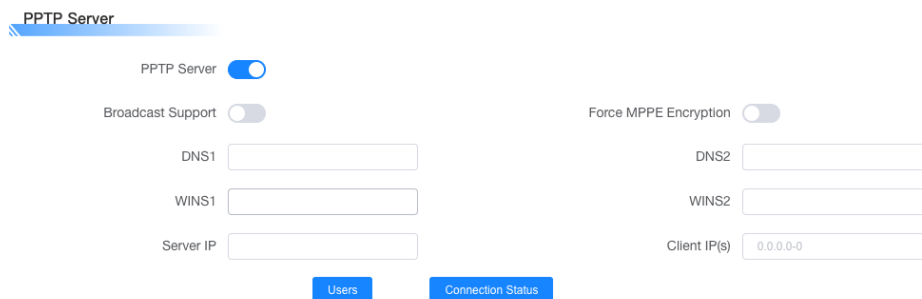 PPTP Server
PPTP Server
Broadcast Support Force MPPE Encryption
DNS1 DNS2
WINS1 WINS2
Server IP Client IP(s) 0.0.0.0-0
Users Connection Status